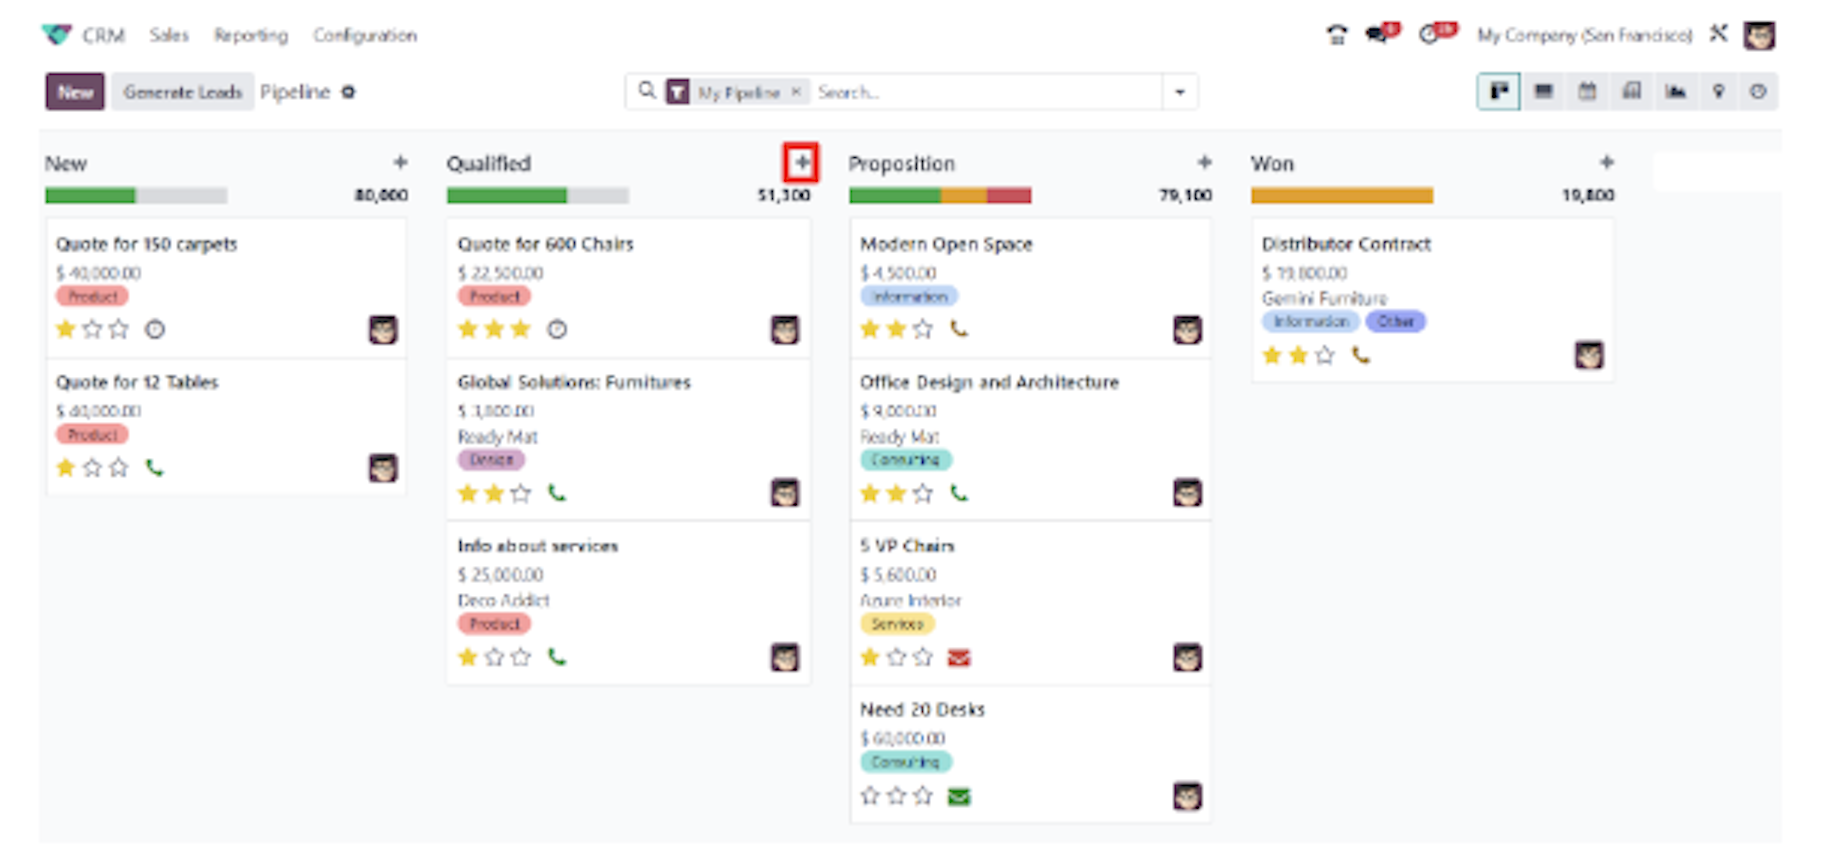 CRM Sales Reporting Configuration My Company (San Francisco)
New Generate Leads Pipeline My Pipeline × Search...
New + Qualified + Proposition + Won +
80,000 51,300 79,100 19,800
Quote for 150 carpets
$ 40,000.00
Product
Quote for 12 Tables
$ 40,000.00
Product
Quote for 600 Chairs
$ 22,500.00
Product
Global Solutions: Furnitures
$ 3,800.00
Ready Mat
Design
Info about services
$ 25,000.00
Deco Addict
Product
Modern Open Space
$ 4,500.00
Information
Office Design and Architecture
$ 9,000.00
Ready Mat
Consulting
5 VP Chairs
$ 5,600.00
Azure Interior
Services
Need 20 Desks
$ 60,000.00
Consulting
Distributor Contract
$ 19,800.00
Gemini Furniture
Information Other